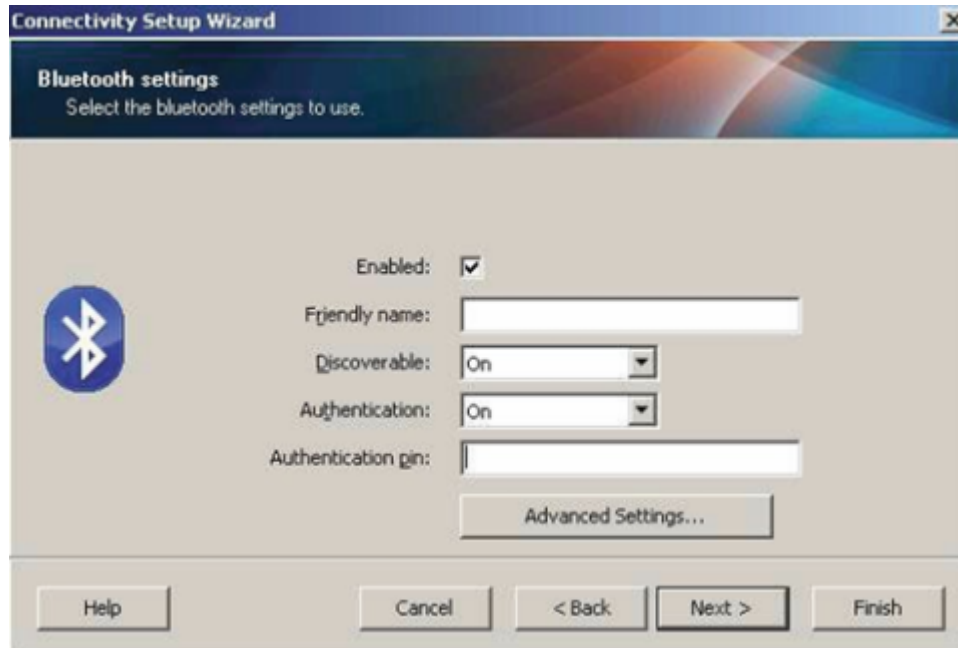 Connectivity Setup Wizard
Bluetooth settings
Select the bluetooth settings to use.
Enabled:
Friendly name:
Discoverable: On
Authentication: On
Authentication pin:
Advanced Settings...
Help Cancel < Back Next > Finish